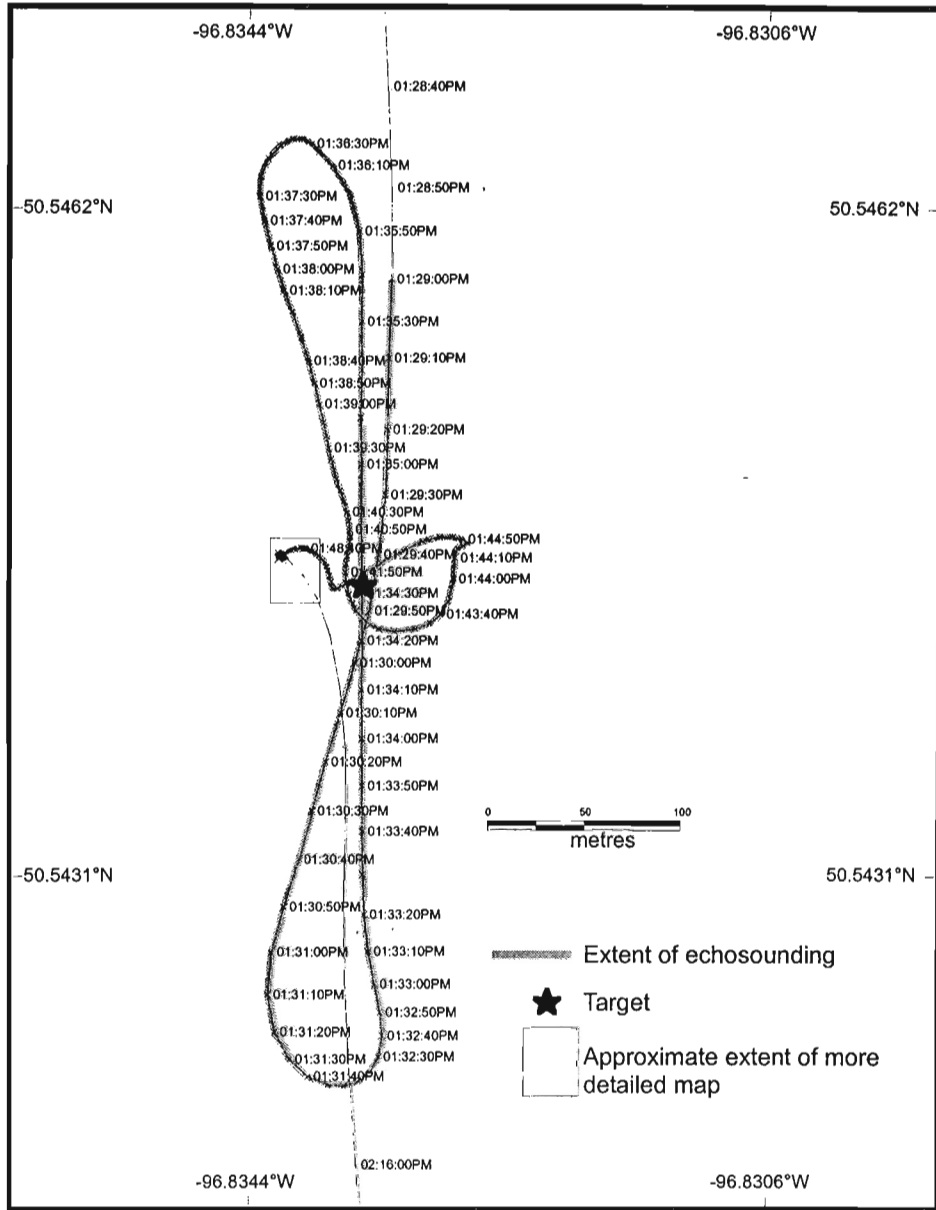 -96.8344°W
-96.8306°W
01:28:40PM
01:36:30PM
01:36:10PM
01:28:50PM
01:37:30PM
50.5462°N
50.5462°N
01:37:40PM
01:35:50PM
01:37:50PM
01:38:00PM
01:29:00PM
01:38:10PM
01:35:30PM
01:38:40PM
01:29:10PM
01:38:50PM
01:39:00PM
01:29:20PM
01:39:30PM
01:35:00PM
01:29:30PM
01:40:30PM
01:40:50PM
01:44:50PM
01:29:40PM
01:44:10PM
01:41:50PM
01:44:00PM
01:34:30PM
01:29:50PM
01:43:40PM
01:34:20PM
01:30:00PM
01:34:10PM
01:30:10PM
01:34:00PM
01:30:20PM
01:33:50PM
01:30:30PM
0 50 100
01:33:40PM
metres
01:30:40PM
50.5431°N
50.5431°N
01:30:50PM
01:33:20PM
01:31:00PM
01:33:10PM
Extent of echosounding
01:33:00PM
01:31:10PM
Target
01:32:50PM
01:31:20PM
01:32:40PM
01:31:30PM
01:32:30PM
Approximate extent of more
detailed map
01:31:40PM
02:16:00PM
-96.8344°W
-96.8306°W